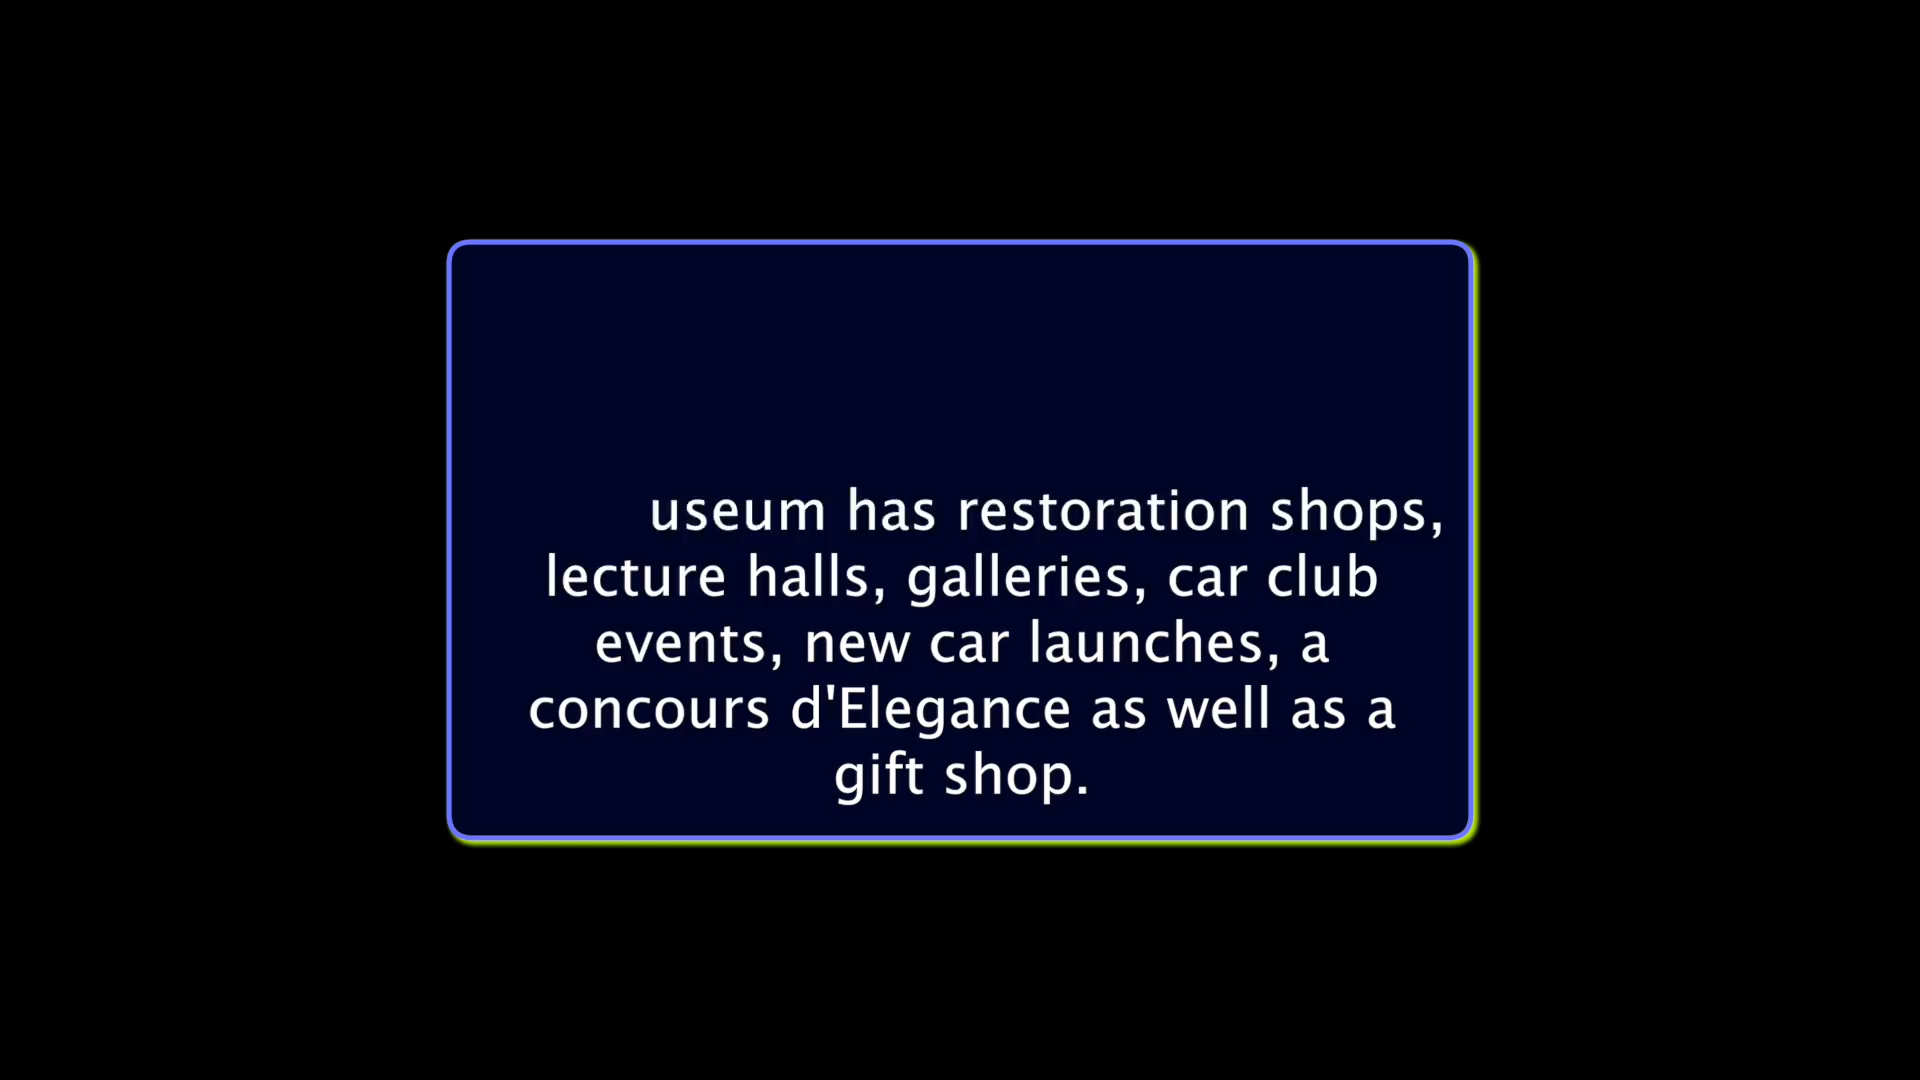 useum has restoration shops,
lecture halls, galleries, car club
events, new car launches, a
concours d'Elegance as well as a
gift shop.